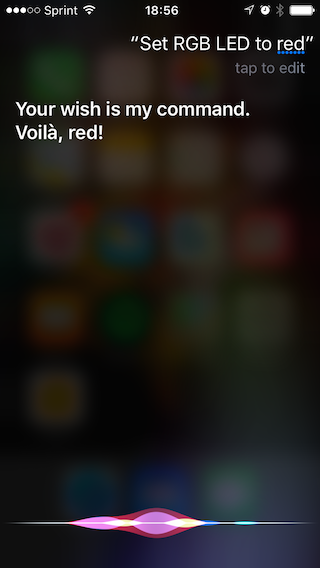 Sprint 18:56
“Set RGB LED to red”
tap to edit
Your wish is my command.
Voilà, red!